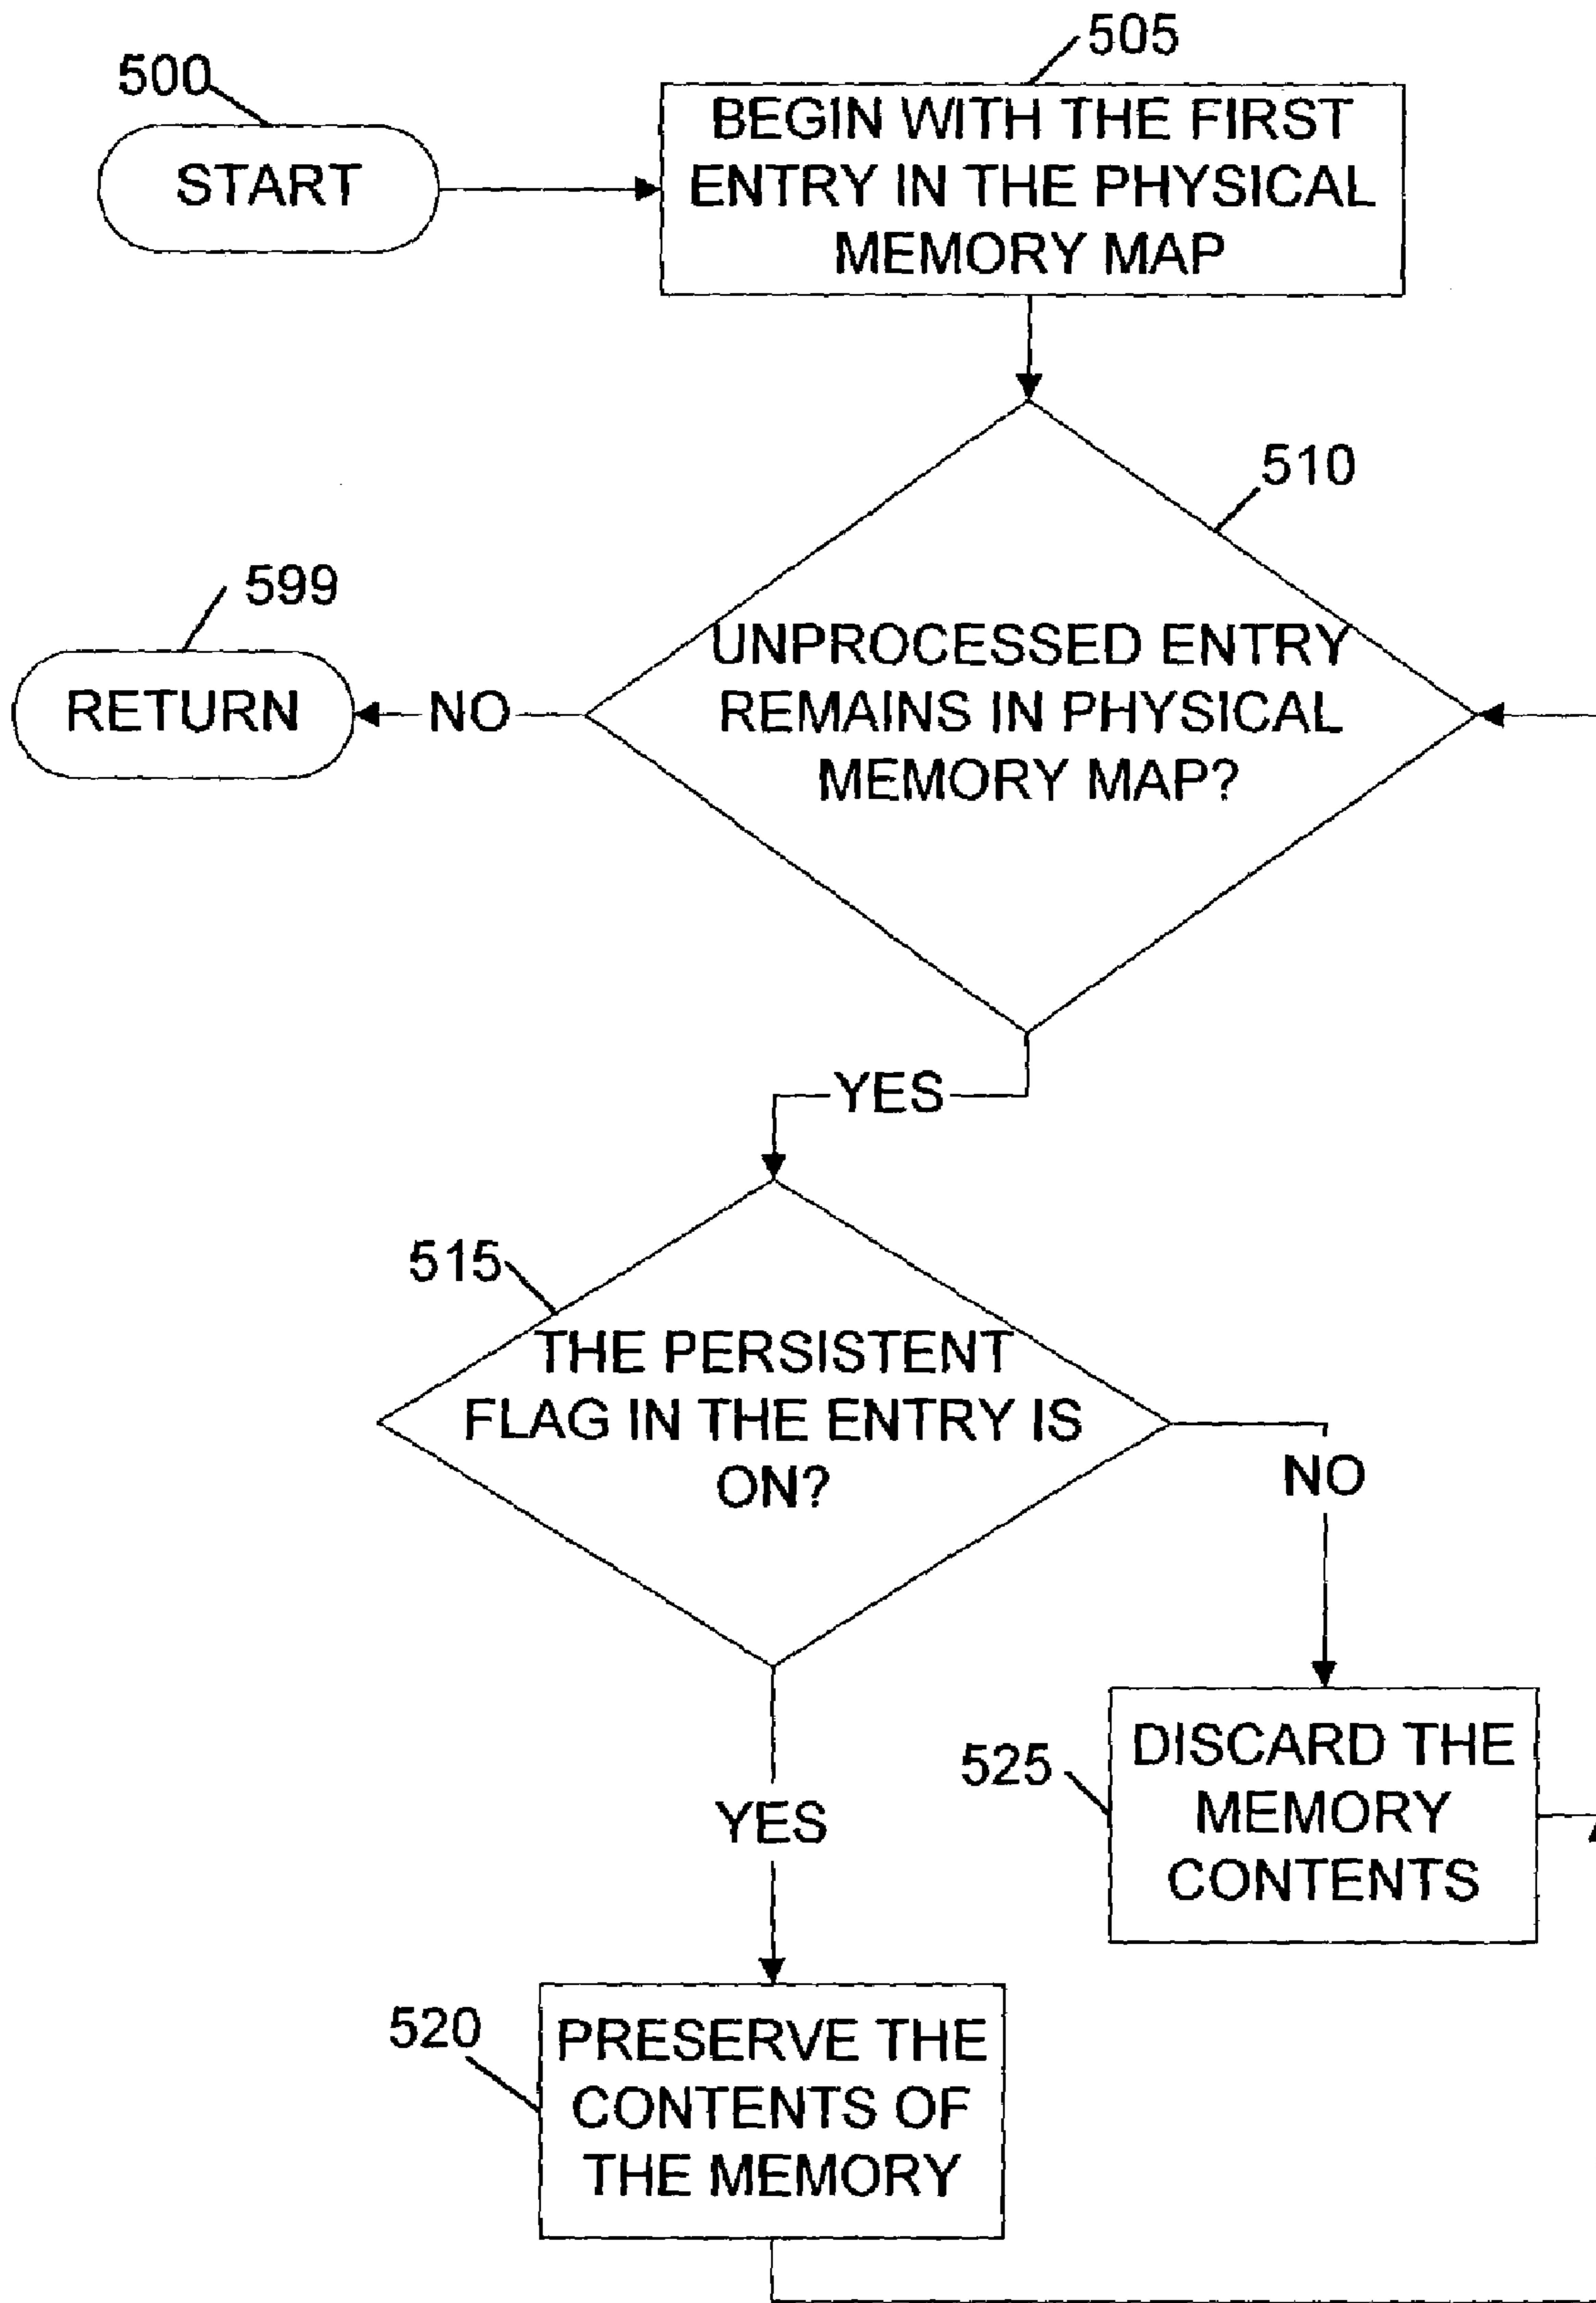 500
START
505
BEGIN WITH THE FIRST
ENTRY IN THE PHYSICAL
MEMORY MAP
510
UNPROCESSED ENTRY
REMAINS IN PHYSICAL
MEMORY MAP?
599
RETURN
NO
YES
515
THE PERSISTENT
FLAG IN THE ENTRY IS
ON?
NO
525
DISCARD THE
MEMORY
CONTENTS
YES
520
PRESERVE THE
CONTENTS OF
THE MEMORY